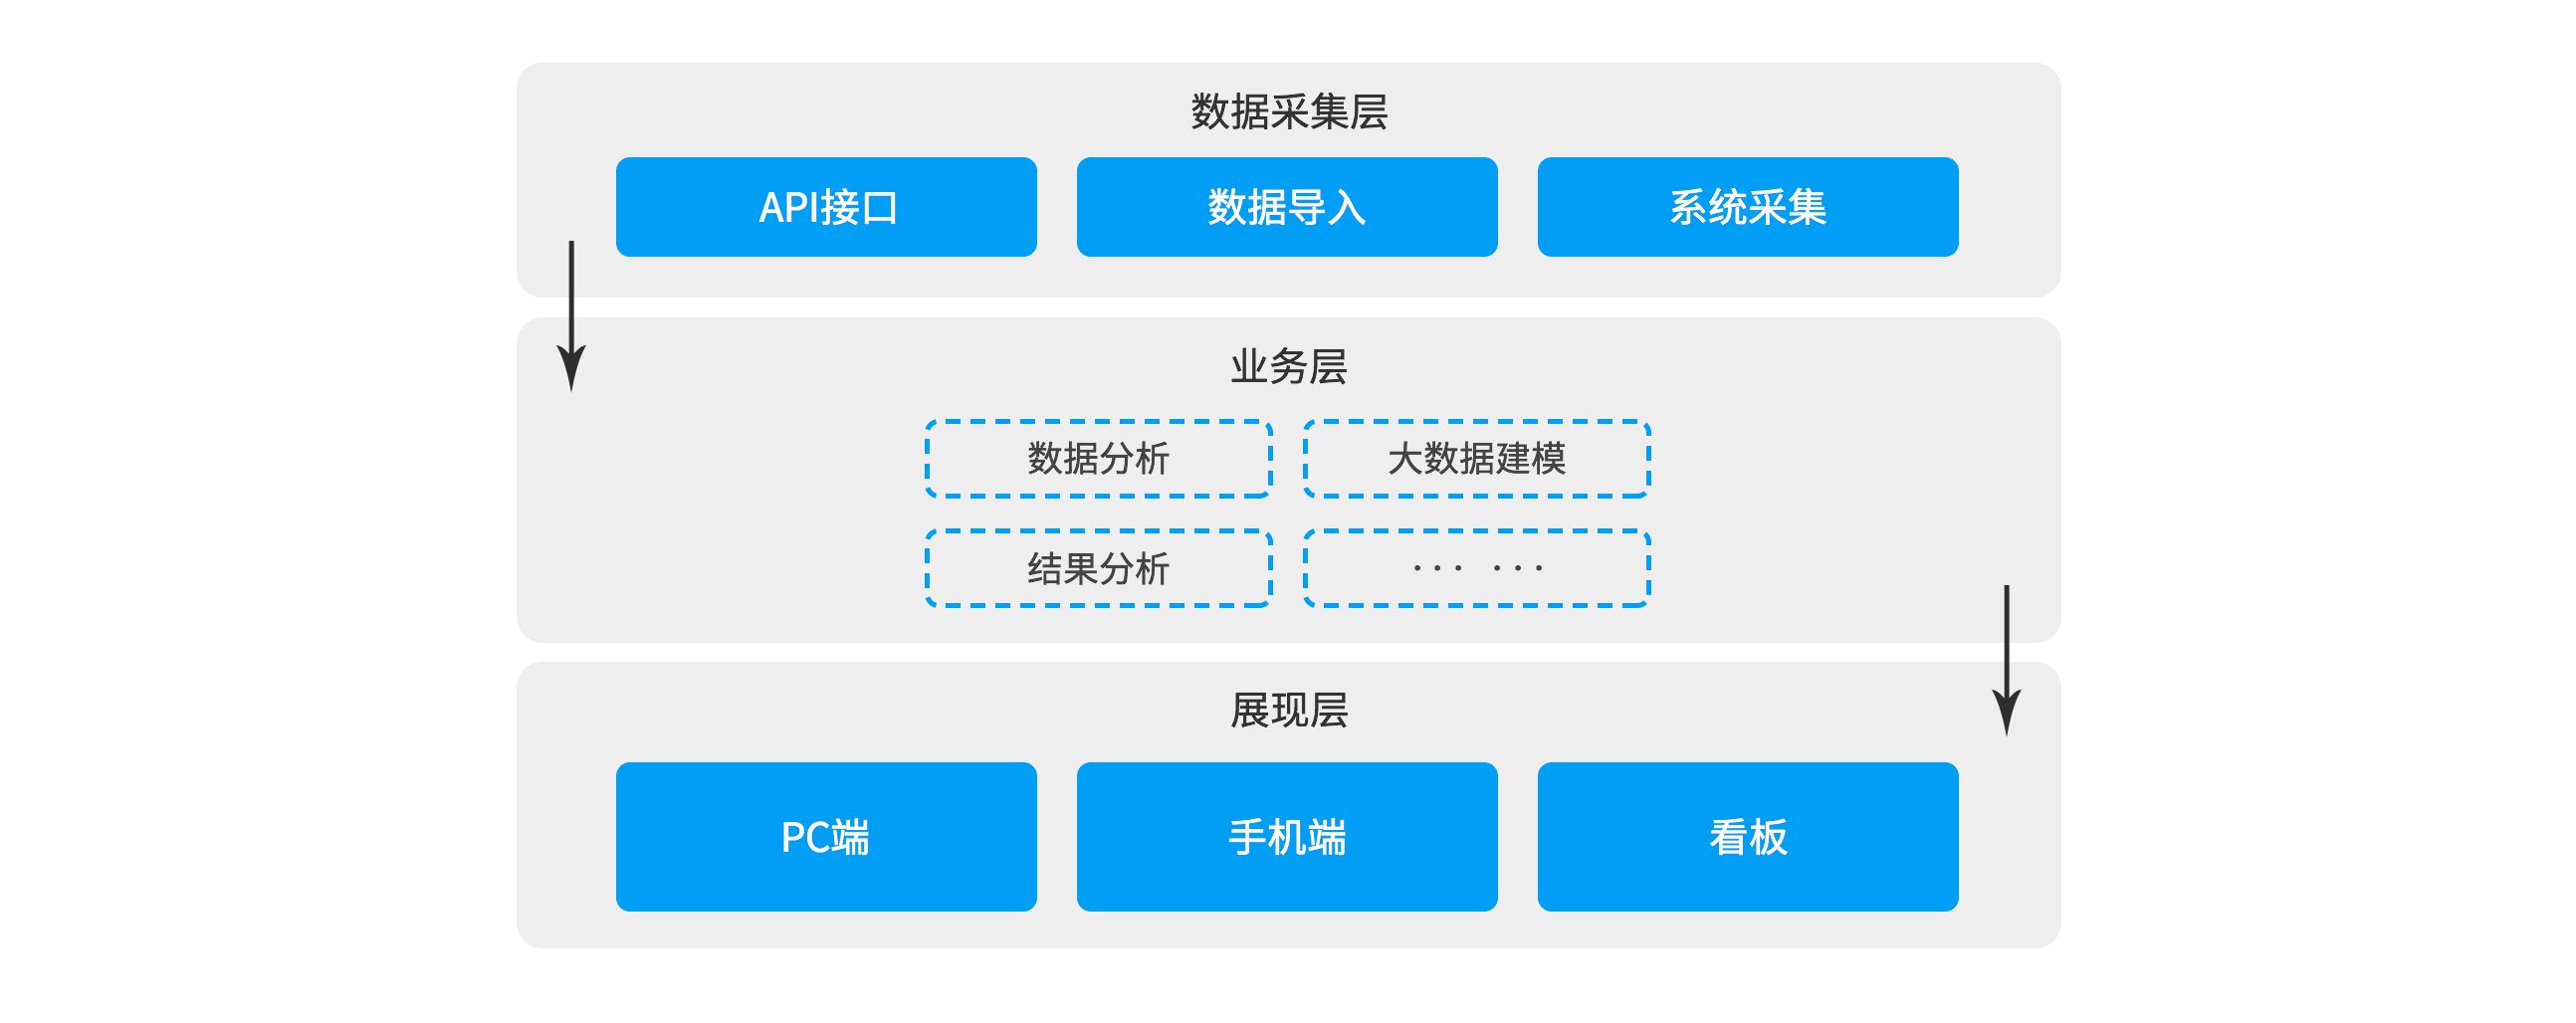 数据采集层
API接口
数据导入
系统采集
业务层
数据分析
大数据建模
结果分析
··· ···
展现层
PC端
手机端
看板